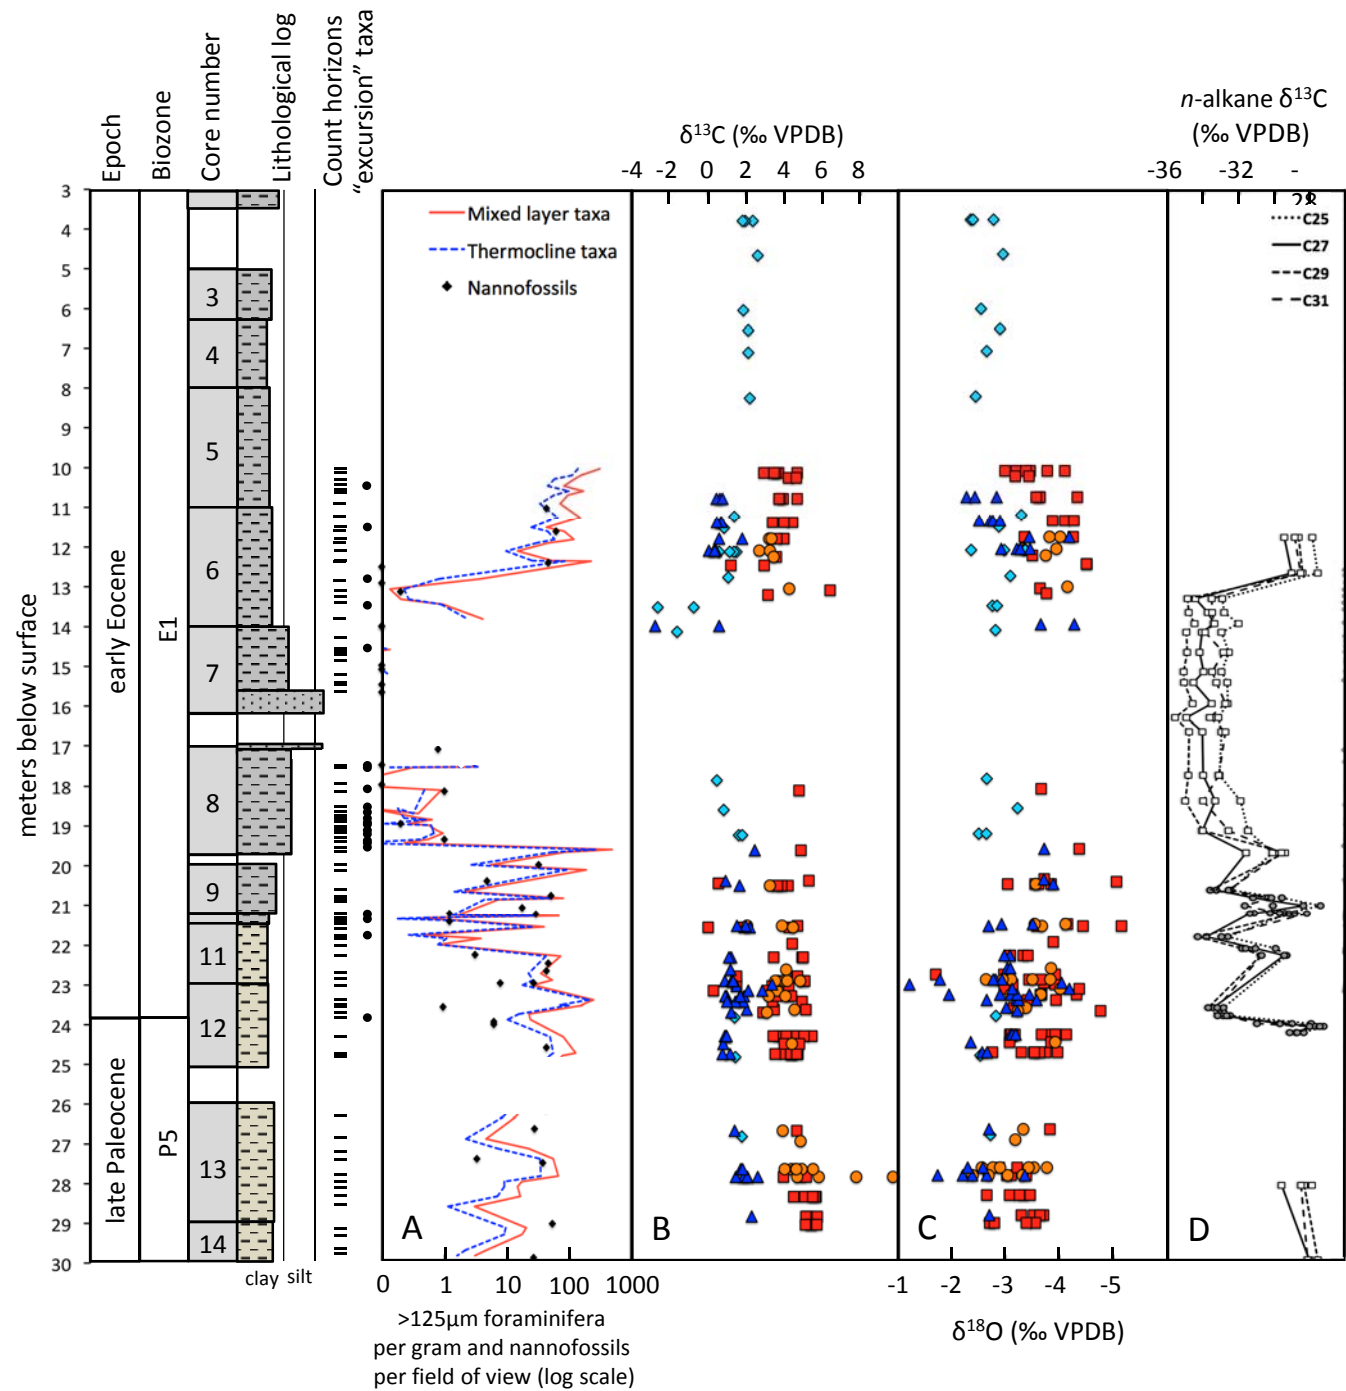 Epoch
Biozone
Core number
Lithological log
Count horizons
"excursion" taxa
δ13C (‰ VPDB)
-4 -2 0 2 4 6 8
n-alkane δ13C
(‰ VPDB)
-36 -32 -
28
meters below surface
3
4
5
6
7
8
9
10
11
12
13
14
15
16
17
18
19
20
21
22
23
24
25
26
27
28
29
30
early Eocene
late Paleocene
E1
P5
3
4
5
6
7
8
9
11
12
13
14
clay silt
Mixed layer taxa
Thermocline taxa
Nannofossils
C25
C27
C29
C31
A
B
C
D
0 1 10 100 1000
>125µm foraminifera
per gram and nannofossils
per field of view (log scale)
-1 -2 -3 -4 -5
δ18O (‰ VPDB)